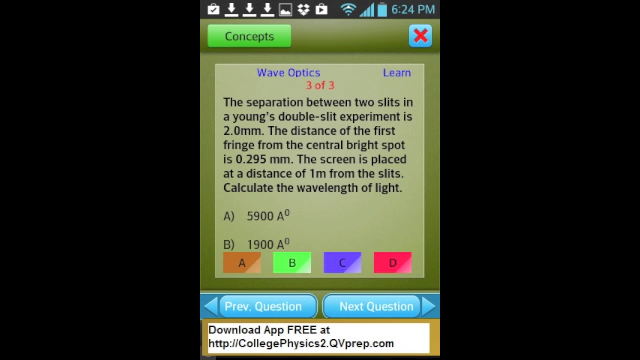 6:24 PM
Concepts
Wave Optics Learn
3 of 3
The separation between two slits in
a young's double-slit experiment is
2.0mm. The distance of the first
fringe from the central bright spot
is 0.295 mm. The screen is placed
at a distance of 1m from the slits.
Calculate the wavelength of light.
A) 5900 A⁰
B) 1900 A⁰
A B C D
Prev. Question Next Question
Download App FREE at
http://CollegePhysics2.QVprep.com